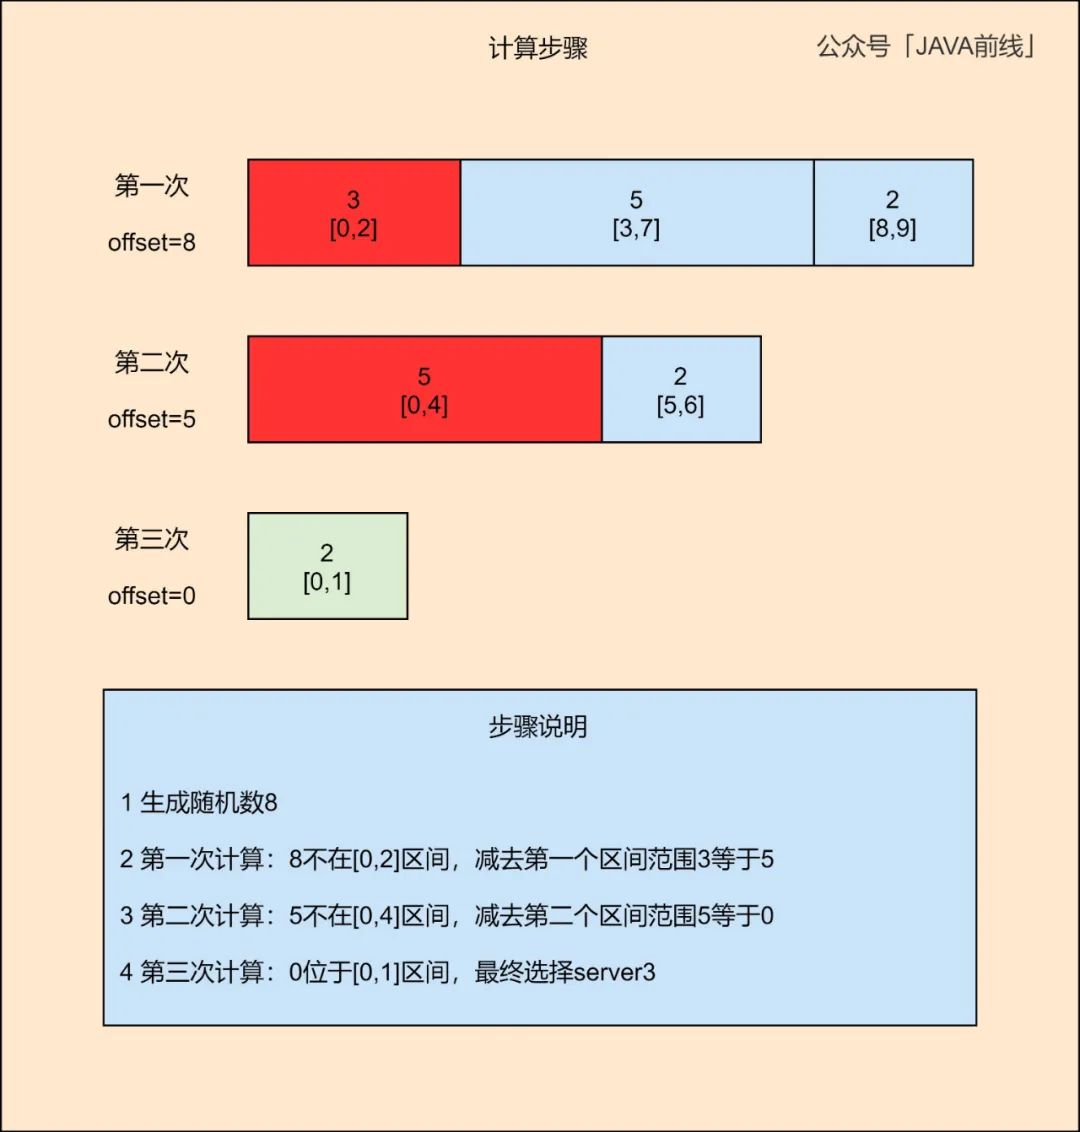 计算步骤
公众号「JAVA前线」
第一次
offset=8
3
[0,2]
5
[3,7]
2
[8,9]
第二次
offset=5
5
[0,4]
2
[5,6]
第三次
offset=0
2
[0,1]
步骤说明
1 生成随机数8
2 第一次计算：8不在[0,2]区间，减去第一个区间范围3等于5
3 第二次计算：5不在[0,4]区间，减去第二个区间范围5等于0
4 第三次计算：0位于[0,1]区间，最终选择server3